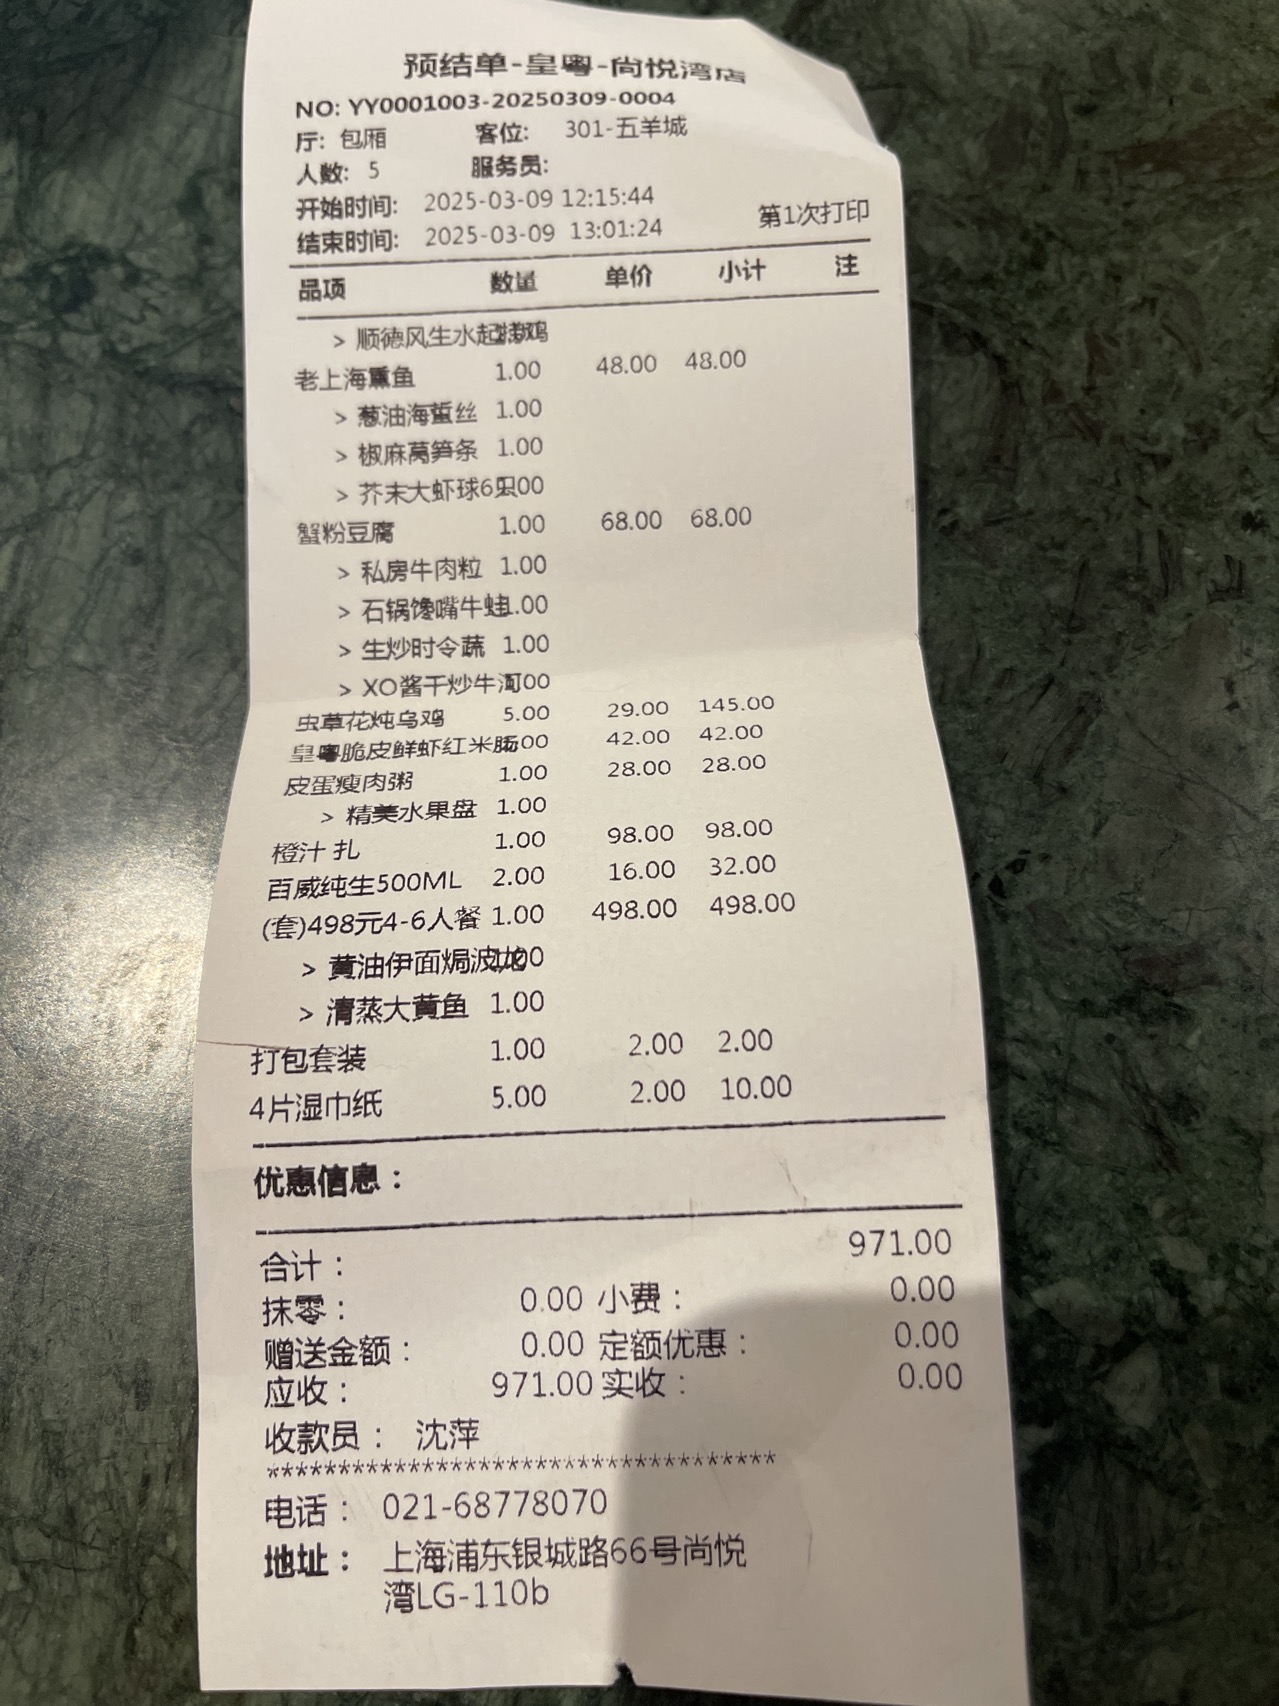 预结单-皇粤-尚悦湾店
NO: YY0001003-20250309-0004
厅: 包厢 客位: 301-五羊城
人数: 5 服务员:
开始时间: 2025-03-09 12:15:44
结束时间: 2025-03-09 13:01:24 第1次打印
品项 数量 单价 小计 注
> 顺德风生水起捞鸡
老上海熏鱼 1.00 48.00 48.00
> 葱油海蜇丝 1.00
> 椒麻莴笋条 1.00
> 芥末大虾球6只.00
蟹粉豆腐 1.00 68.00 68.00
> 私房牛肉粒 1.00
> 石锅馋嘴牛蛙1.00
> 生炒时令蔬 1.00
> XO酱干炒牛河.00
虫草花炖乌鸡 5.00 29.00 145.00
皇粤脆皮鲜虾红米肠.00 42.00 42.00
皮蛋瘦肉粥 1.00 28.00 28.00
> 精美水果盘 1.00
橙汁 扎 1.00 98.00 98.00
百威纯生500ML 2.00 16.00 32.00
(套)498元4-6人餐 1.00 498.00 498.00
> 黄油伊面焗波龙1.00
> 清蒸大黄鱼 1.00
打包套装 1.00 2.00 2.00
4片湿巾纸 5.00 2.00 10.00
优惠信息：
合计： 971.00
抹零： 0.00 小费： 0.00
赠送金额： 0.00 定额优惠： 0.00
应收： 971.00 实收： 0.00
收款员： 沈萍
************************************
电话： 021-68778070
地址： 上海浦东银城路66号尚悦
湾LG-110b